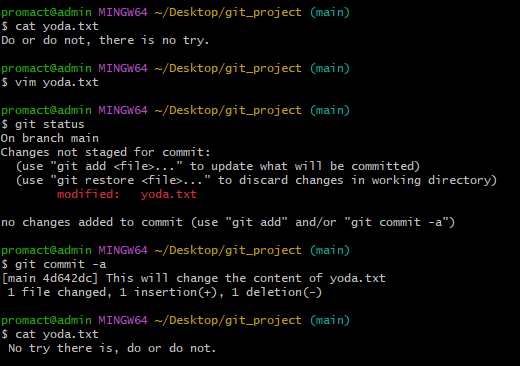 promact@admin MINGW64 ~/Desktop/git_project (main)
$ cat yoda.txt
Do or do not, there is no try.

promact@admin MINGW64 ~/Desktop/git_project (main)
$ vim yoda.txt

promact@admin MINGW64 ~/Desktop/git_project (main)
$ git status
On branch main
Changes not staged for commit:
  (use "git add <file>..." to update what will be committed)
  (use "git restore <file>..." to discard changes in working directory)
        modified:   yoda.txt

no changes added to commit (use "git add" and/or "git commit -a")

promact@admin MINGW64 ~/Desktop/git_project (main)
$ git commit -a
[main 4d642dc] This will change the content of yoda.txt
 1 file changed, 1 insertion(+), 1 deletion(-)

promact@admin MINGW64 ~/Desktop/git_project (main)
$ cat yoda.txt
 No try there is, do or do not.